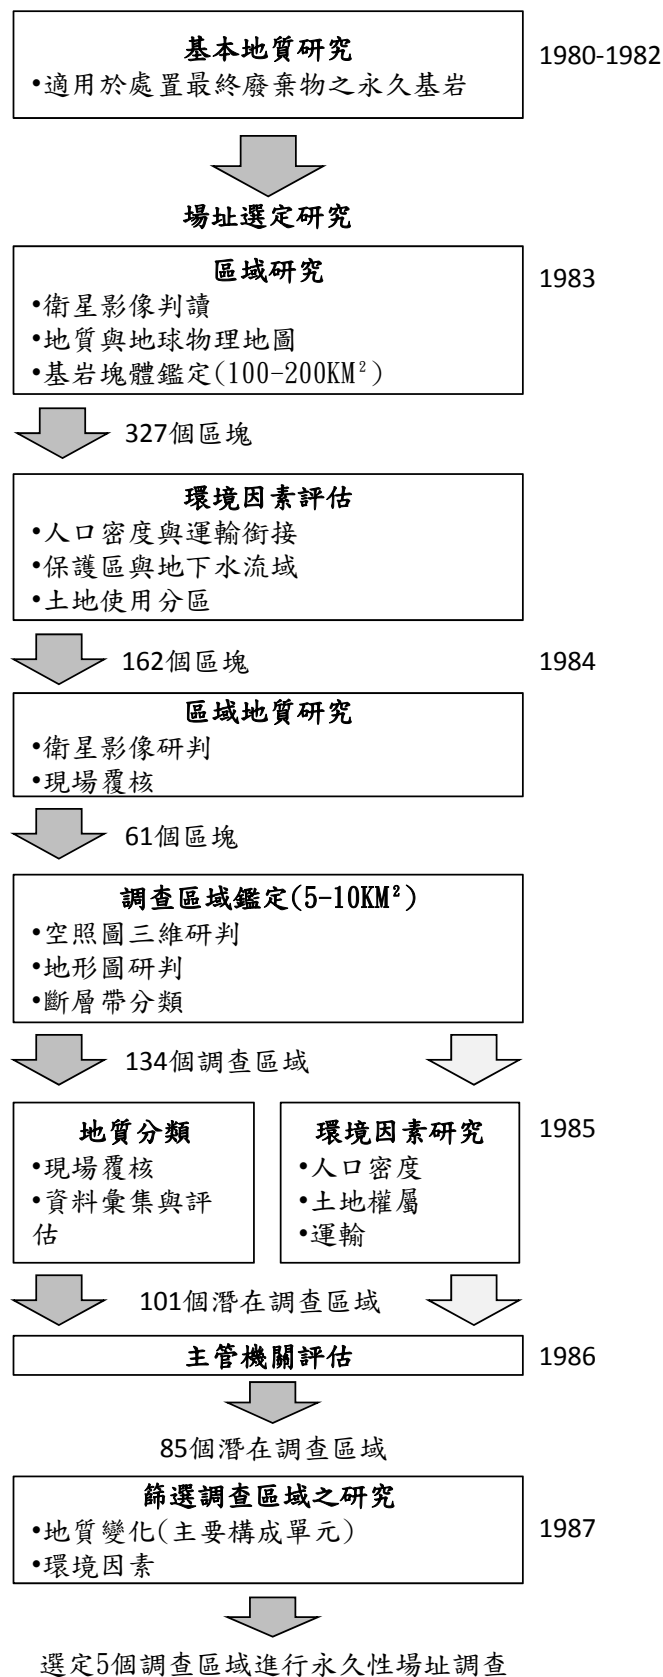 基本地質研究
1980-1982
•適用於處置最終廢棄物之永久基岩
場址選定研究
區域研究
1983
•衛星影像判讀
•地質與地球物理地圖
•基岩塊體鑑定(100-200KM²)
327個區塊
環境因素評估
•人口密度與運輸銜接
•保護區與地下水流域
•土地使用分區
162個區塊
1984
區域地質研究
•衛星影像研判
•現場覆核
61個區塊
調查區域鑑定(5-10KM²)
•空照圖三維研判
•地形圖研判
•斷層帶分類
134個調查區域
地質分類
•現場覆核
•資料彙集與評
估
環境因素研究
1985
•人口密度
•土地權屬
•運輸
101個潛在調查區域
主管機關評估
1986
85個潛在調查區域
篩選調查區域之研究
•地質變化(主要構成單元)
1987
•環境因素
選定5個調查區域進行永久性場址調查